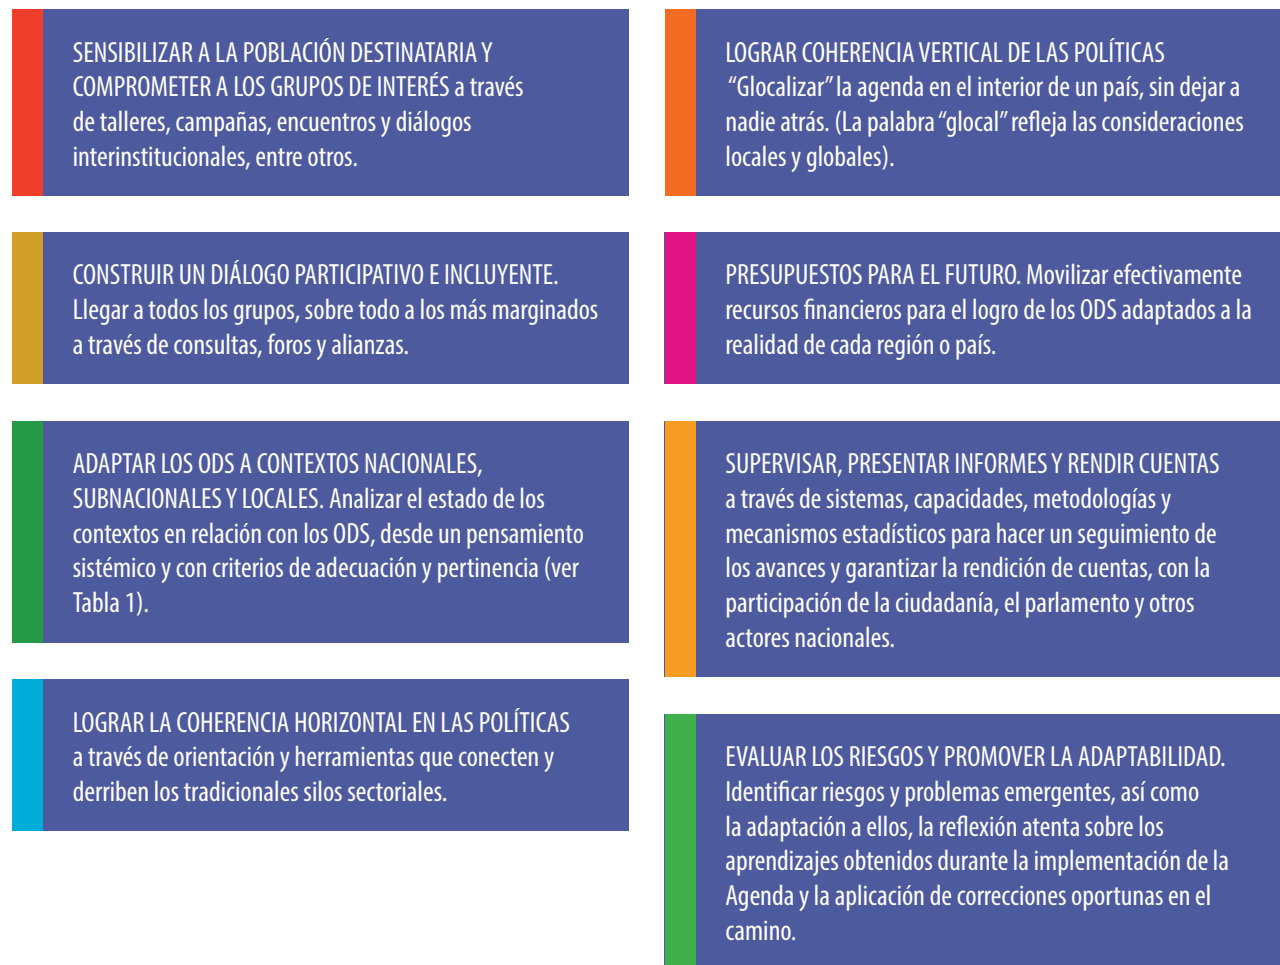 SENSIBILIZAR A LA POBLACIÓN DESTINATARIA Y
COMPROMETER A LOS GRUPOS DE INTERÉS a través
de talleres, campañas, encuentros y diálogos
interinstitucionales, entre otros.
CONSTRUIR UN DIÁLOGO PARTICIPATIVO E INCLUYENTE.
Llegar a todos los grupos, sobre todo a los más marginados
a través de consultas, foros y alianzas.
ADAPTAR LOS ODS A CONTEXTOS NACIONALES,
SUBNACIONALES Y LOCALES. Analizar el estado de los
contextos en relación con los ODS, desde un pensamiento
sistémico y con criterios de adecuación y pertinencia (ver
Tabla 1).
LOGRAR LA COHERENCIA HORIZONTAL EN LAS POLÍTICAS
a través de orientación y herramientas que conecten y
derriben los tradicionales silos sectoriales.
LOGRAR COHERENCIA VERTICAL DE LAS POLÍTICAS
“Glocalizar” la agenda en el interior de un país, sin dejar a
nadie atrás. (La palabra “glocal” refleja las consideraciones
locales y globales).
PRESUPUESTOS PARA EL FUTURO. Movilizar efectivamente
recursos financieros para el logro de los ODS adaptados a la
realidad de cada región o país.
SUPERVISAR, PRESENTAR INFORMES Y RENDIR CUENTAS
a través de sistemas, capacidades, metodologías y
mecanismos estadísticos para hacer un seguimiento de
los avances y garantizar la rendición de cuentas, con la
participación de la ciudadanía, el parlamento y otros
actores nacionales.
EVALUAR LOS RIESGOS Y PROMOVER LA ADAPTABILIDAD.
Identificar riesgos y problemas emergentes, así como
la adaptación a ellos, la reflexión atenta sobre los
aprendizajes obtenidos durante la implementación de la
Agenda y la aplicación de correcciones oportunas en el
camino.